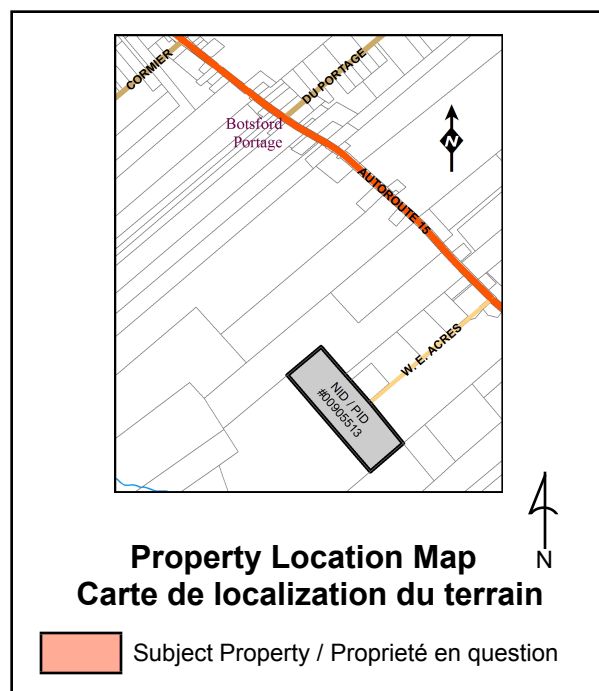 CORMIER
DU PORTAGE
Botsford
Portage
N
AUTOROUTE 15
W. E. ACRES
NID / PID
#00905513
N
Property Location Map
Carte de localization du terrain
Subject Property / Proprieté en question